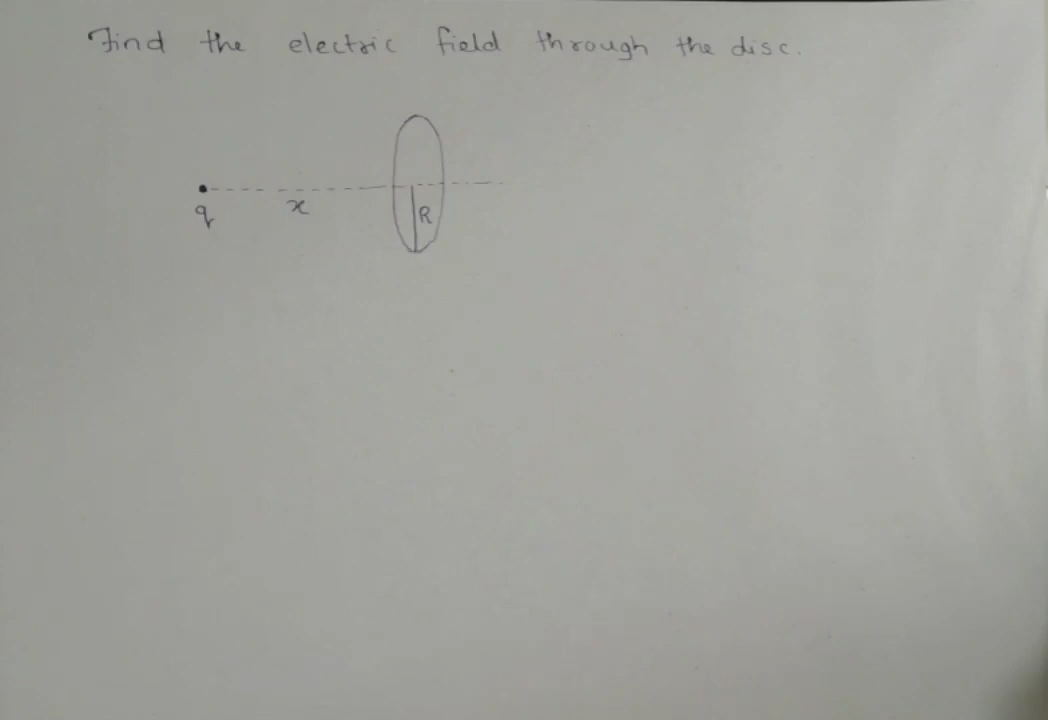 Find the electric field through the disc.
q
x
R